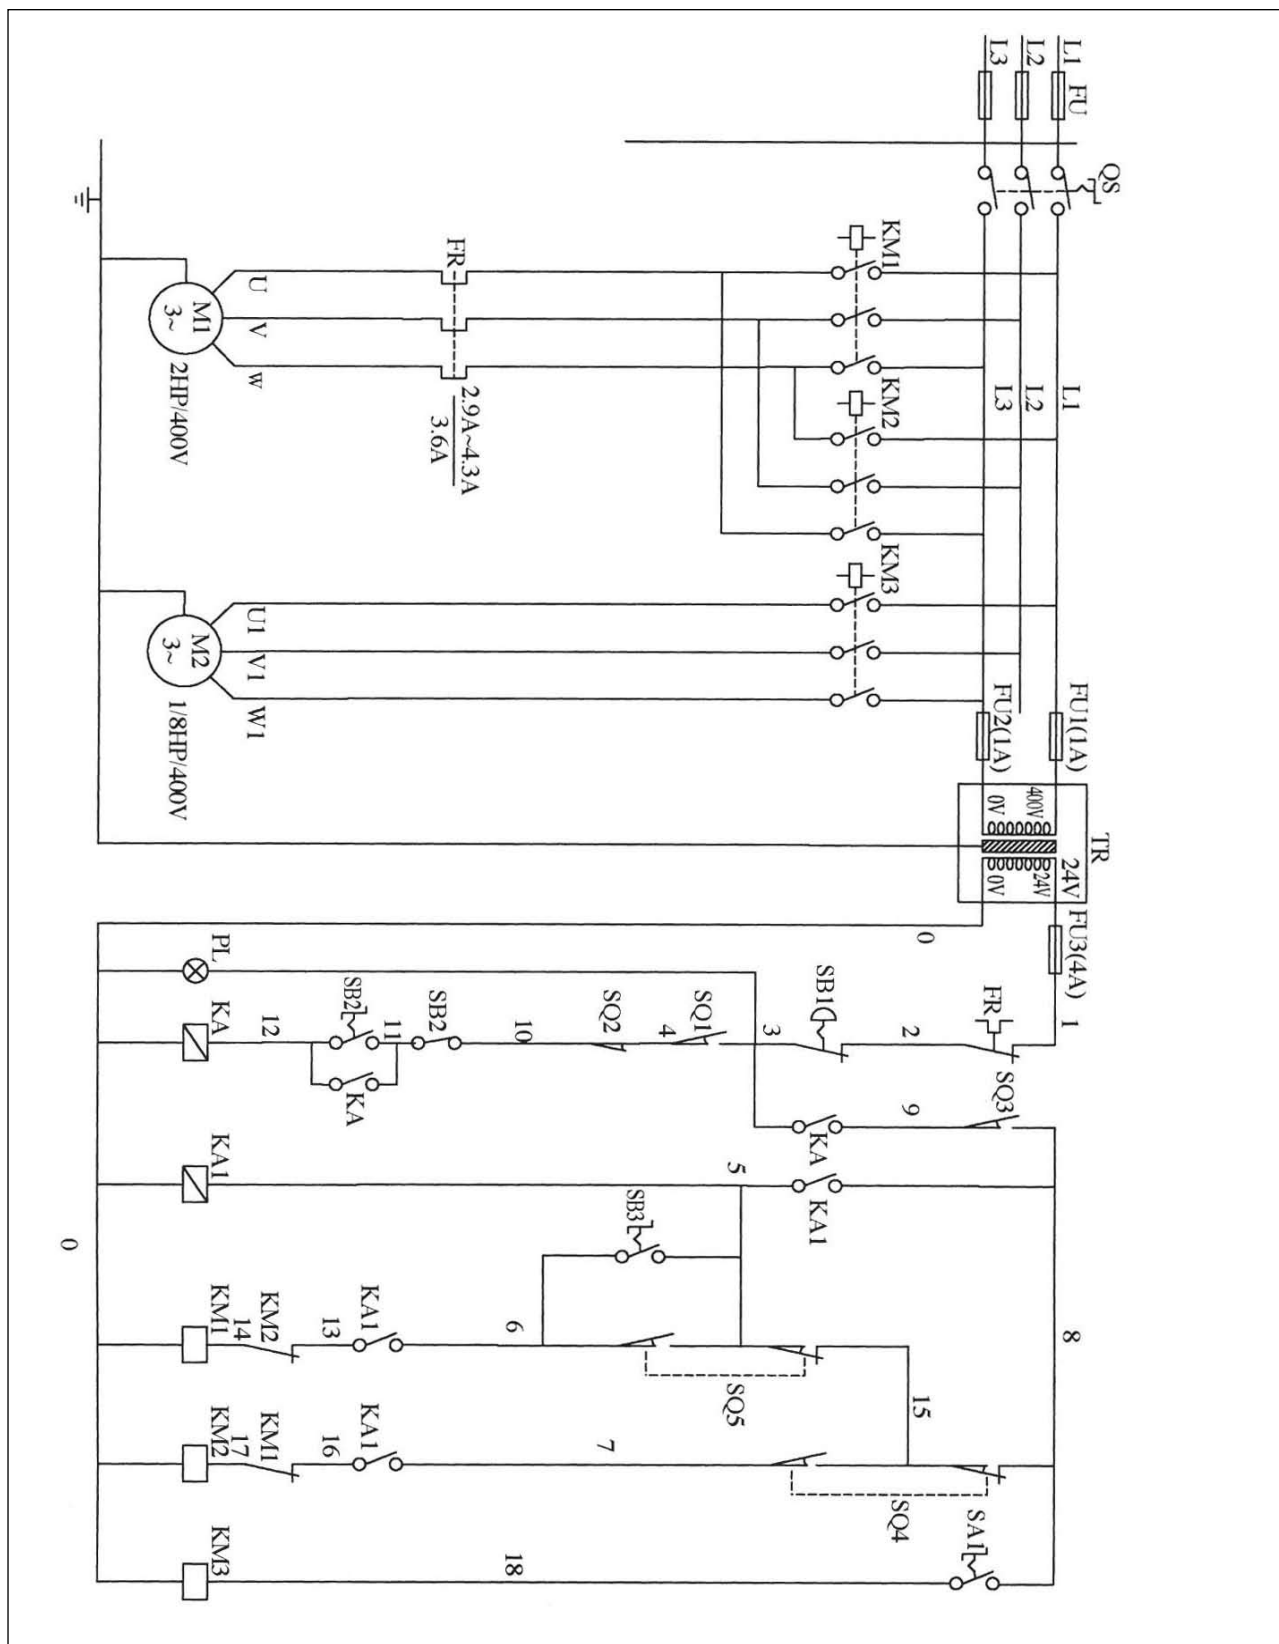 L1
L2
L3
FU
QS
KM1
KM2
KM3
L1
L2
L3
FR
2.9A~4.3A
3.6A
U
V
w
M1
3~
2HP/400V
U1
V1
W1
M2
3~
1/8HP/400V
FU1(1A)
FU2(1A)
TR
400V
0V
24V
24V
0V
FU3(4A)
0
1
FR
2
SB1
3
SQ1
4
SQ2
10
SB2
11
SB2
KA
12
KA
PL
SQ3
9
KA
KA1
5
KA1
SB3
8
15
SQ5
6
KA1
13
KM2
14
KM1
SQ4
7
KA1
16
KM1
17
KM2
SA1
18
KM3
0